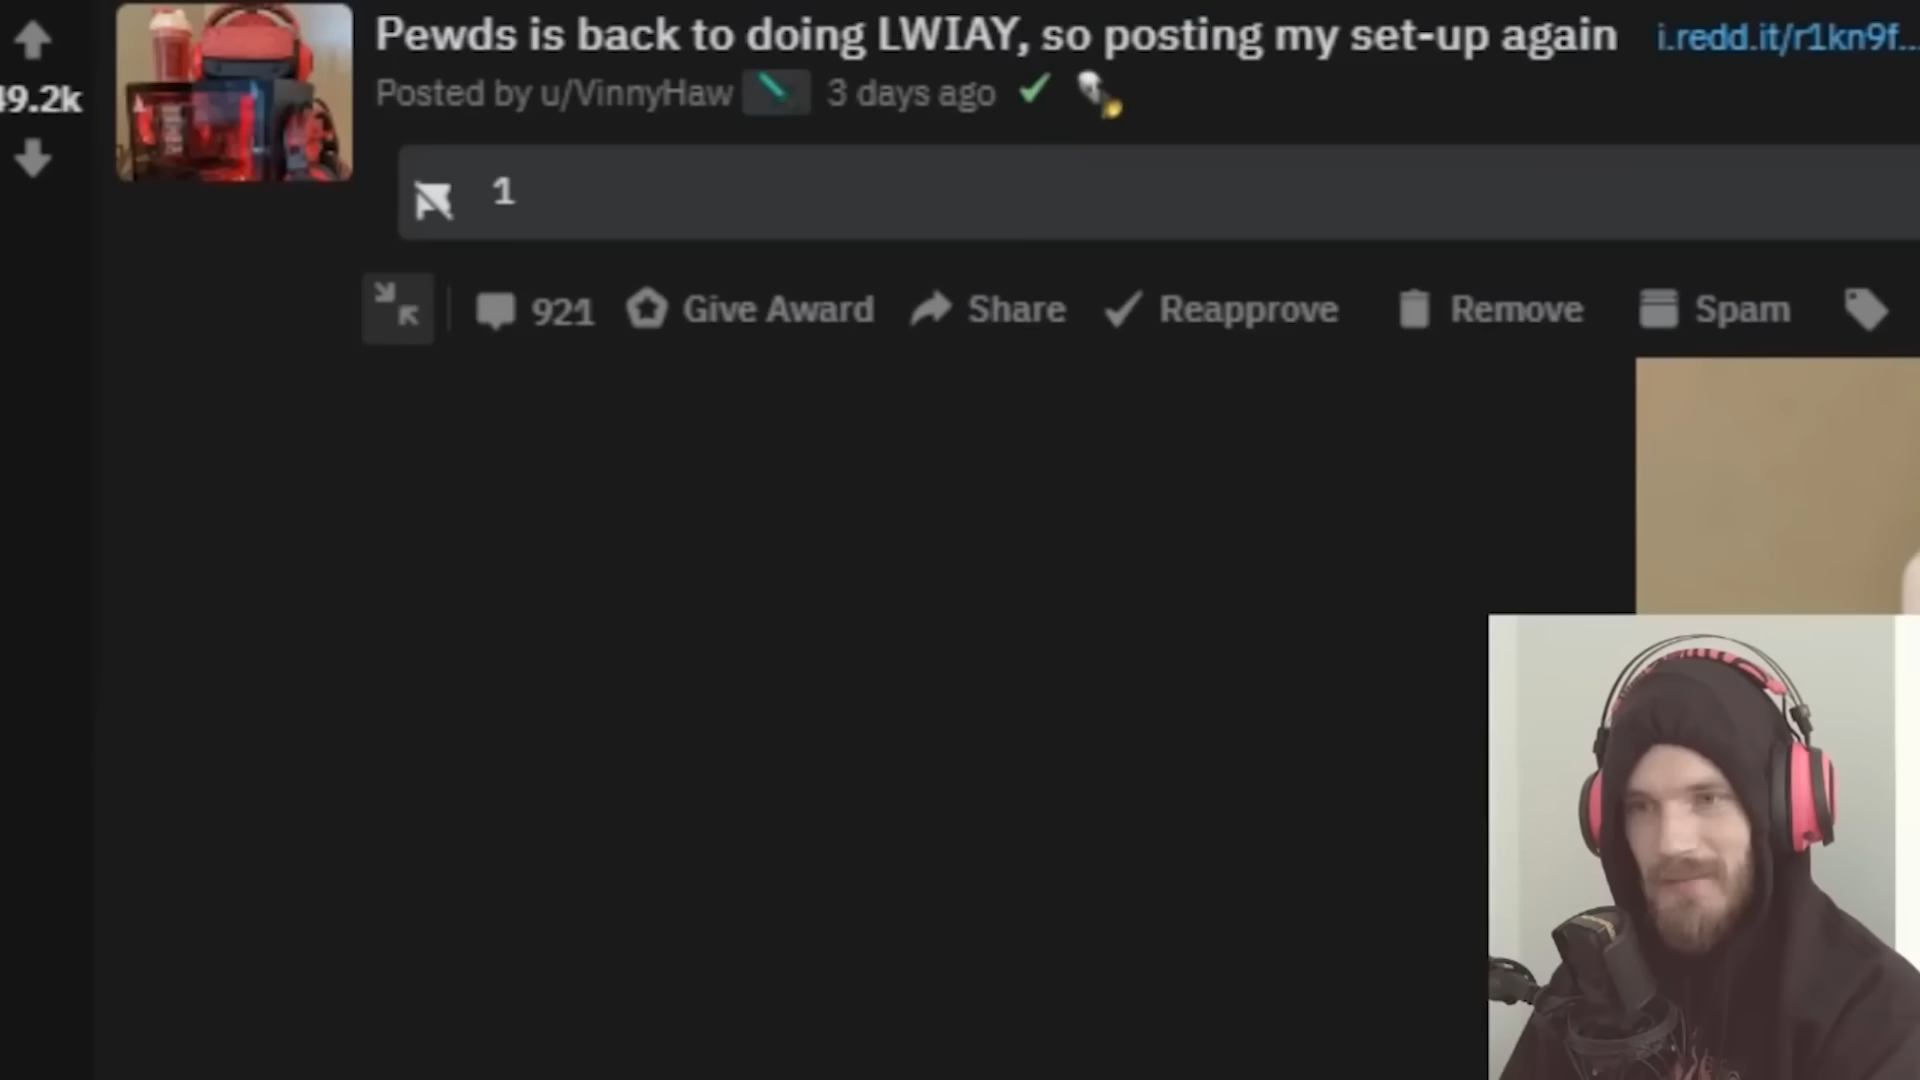 Pewds is back to doing LWIAY, so posting my set-up again i.redd.it/r1kn9f...
Posted by u/VinnyHaw 3 days ago
49.2k
1
921 Give Award Share Reapprove Remove Spam